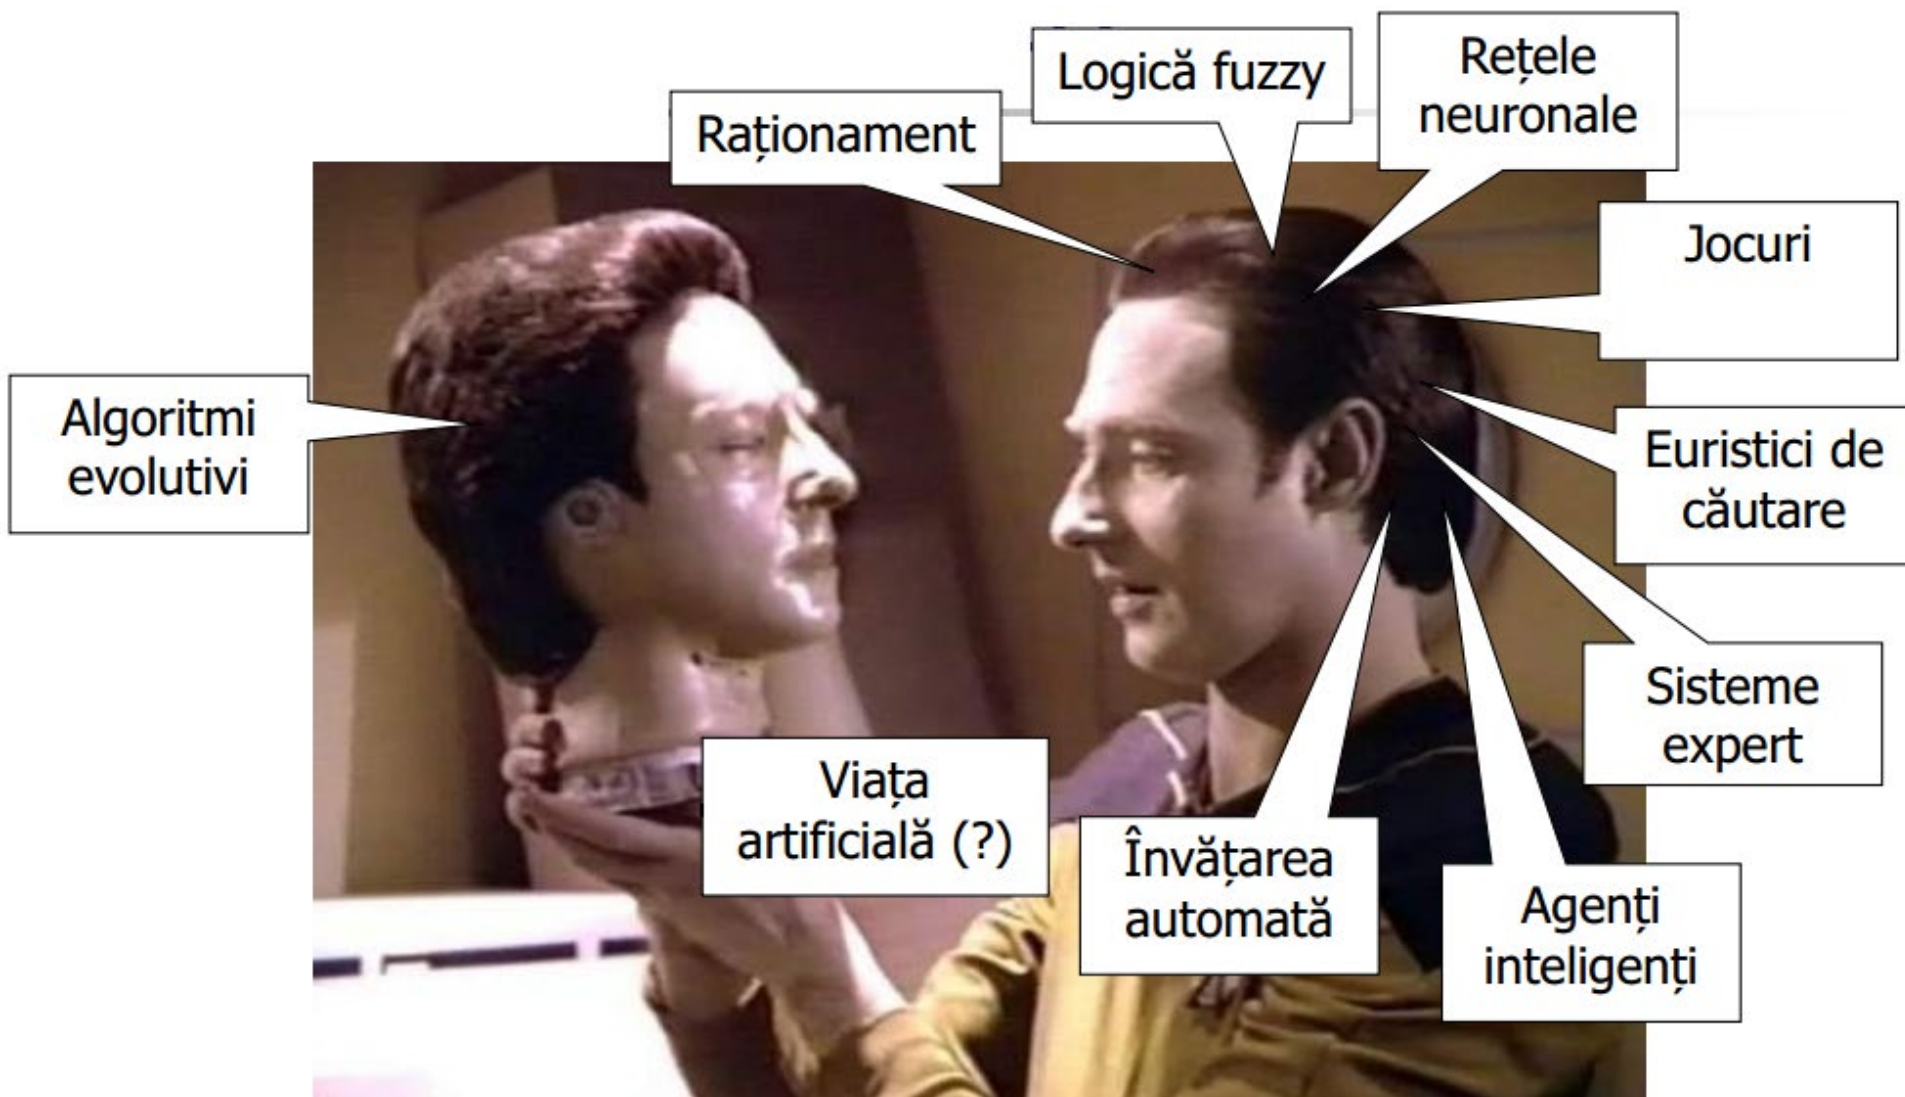 Logică fuzzy
Rețele
neuronale
Raționament
Jocuri
Algoritmi
evolutivi
Euristici de
căutare
Sisteme
expert
Viața
artificială (?)
Învățarea
automată
Agenți
inteligenți